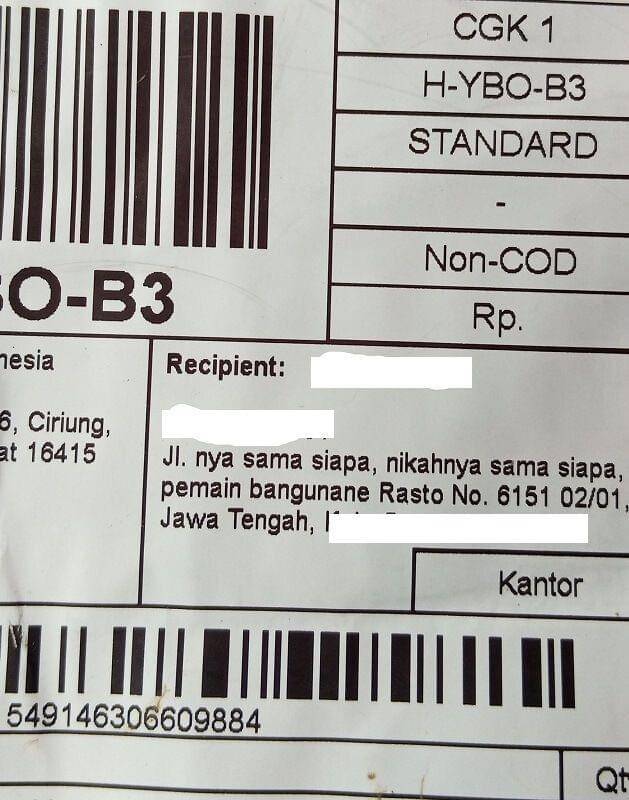 CGK 1
H-YBO-B3
STANDARD
-
Non-COD
Rp.
O-B3
nesia
6, Ciriung,
at 16415
Recipient:
Jl. nya sama siapa, nikahnya sama siapa,
pemain bangunane Rasto No. 6151 02/01,
Jawa Tengah,
Kantor
549146306609884
Qt